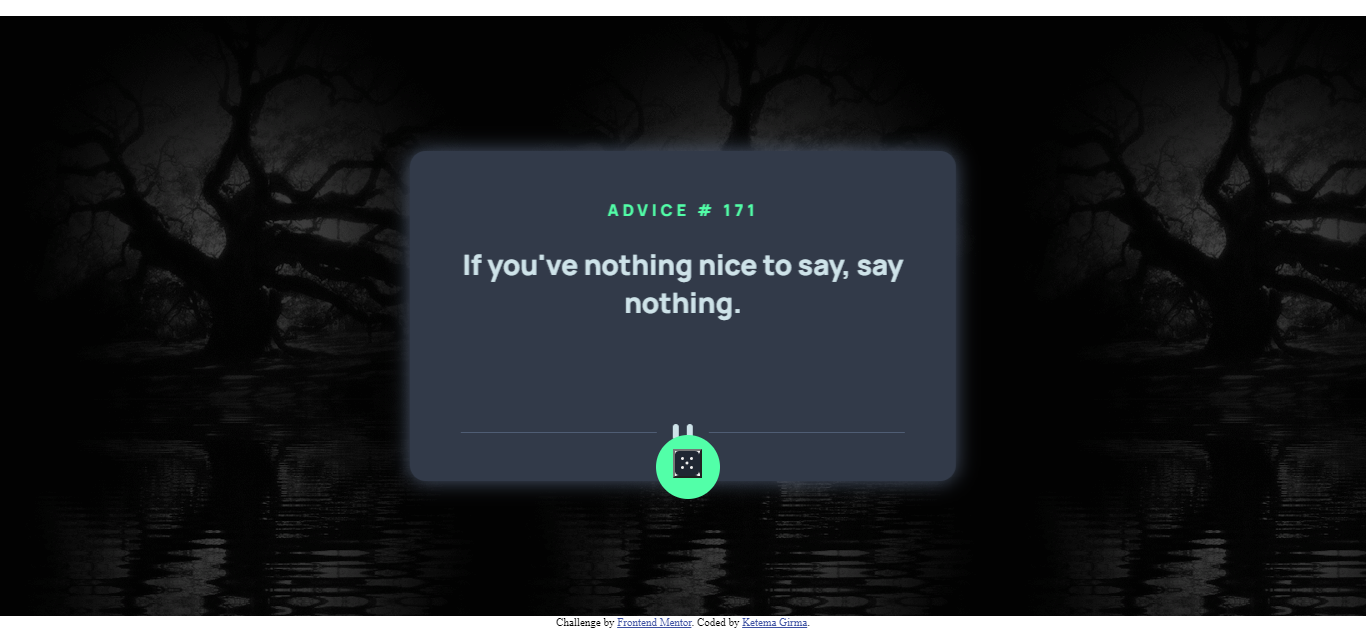 ADVICE # 171
If you've nothing nice to say, say
nothing.
Challenge by Frontend Mentor. Coded by Ketema Girma.